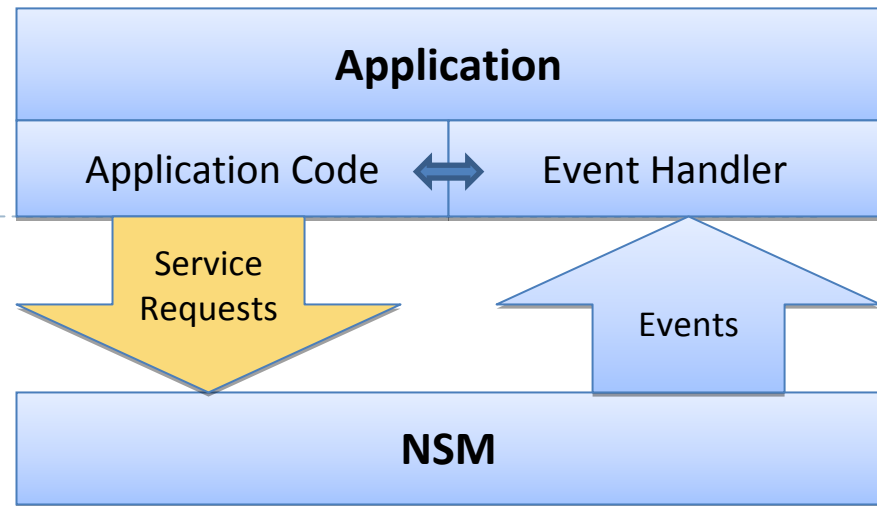 Application
Application Code
Event Handler
Service
Requests
Events
NSM